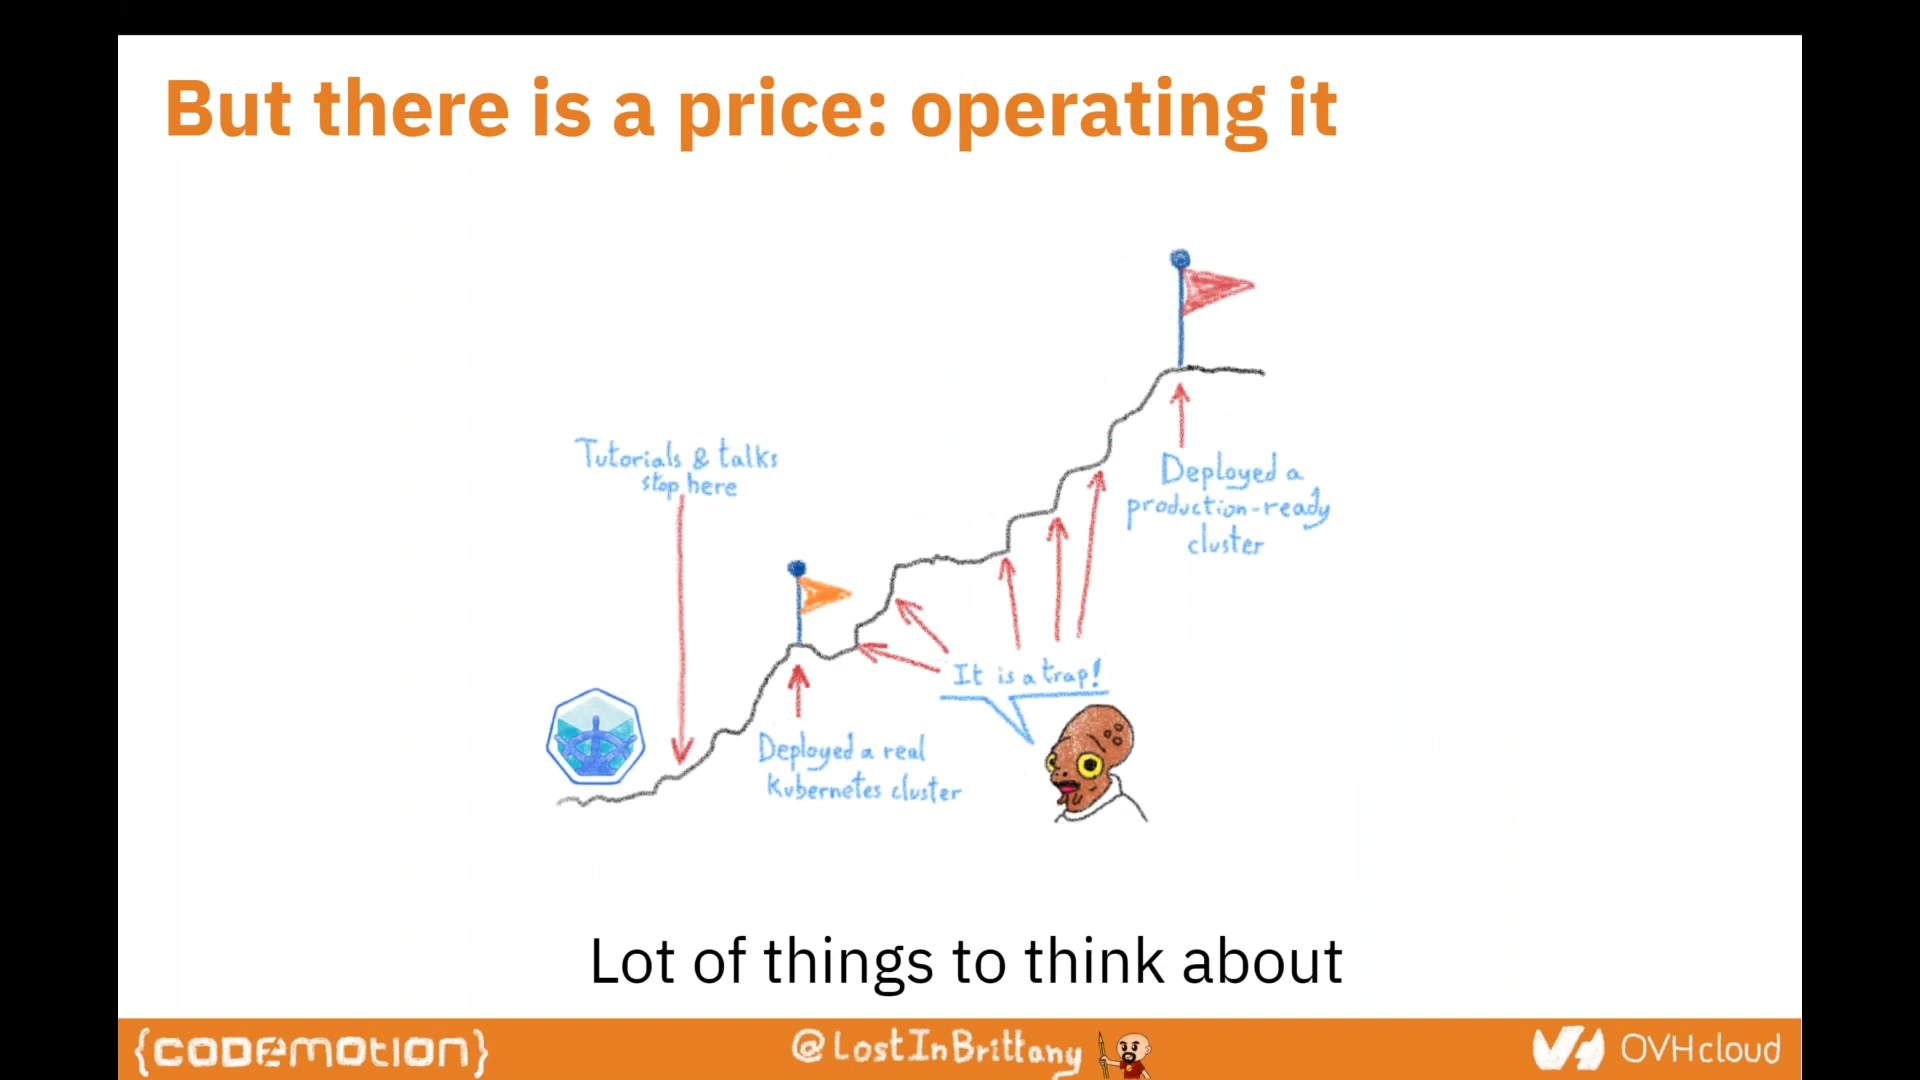 But there is a price: operating it
Tutorials & talks
stop here
Deployed a
production-ready
cluster
It is a trap!
Deployed a real
Kubernetes cluster
Lot of things to think about
{CODEMOTION}
@LostInBrittany
OVHcloud